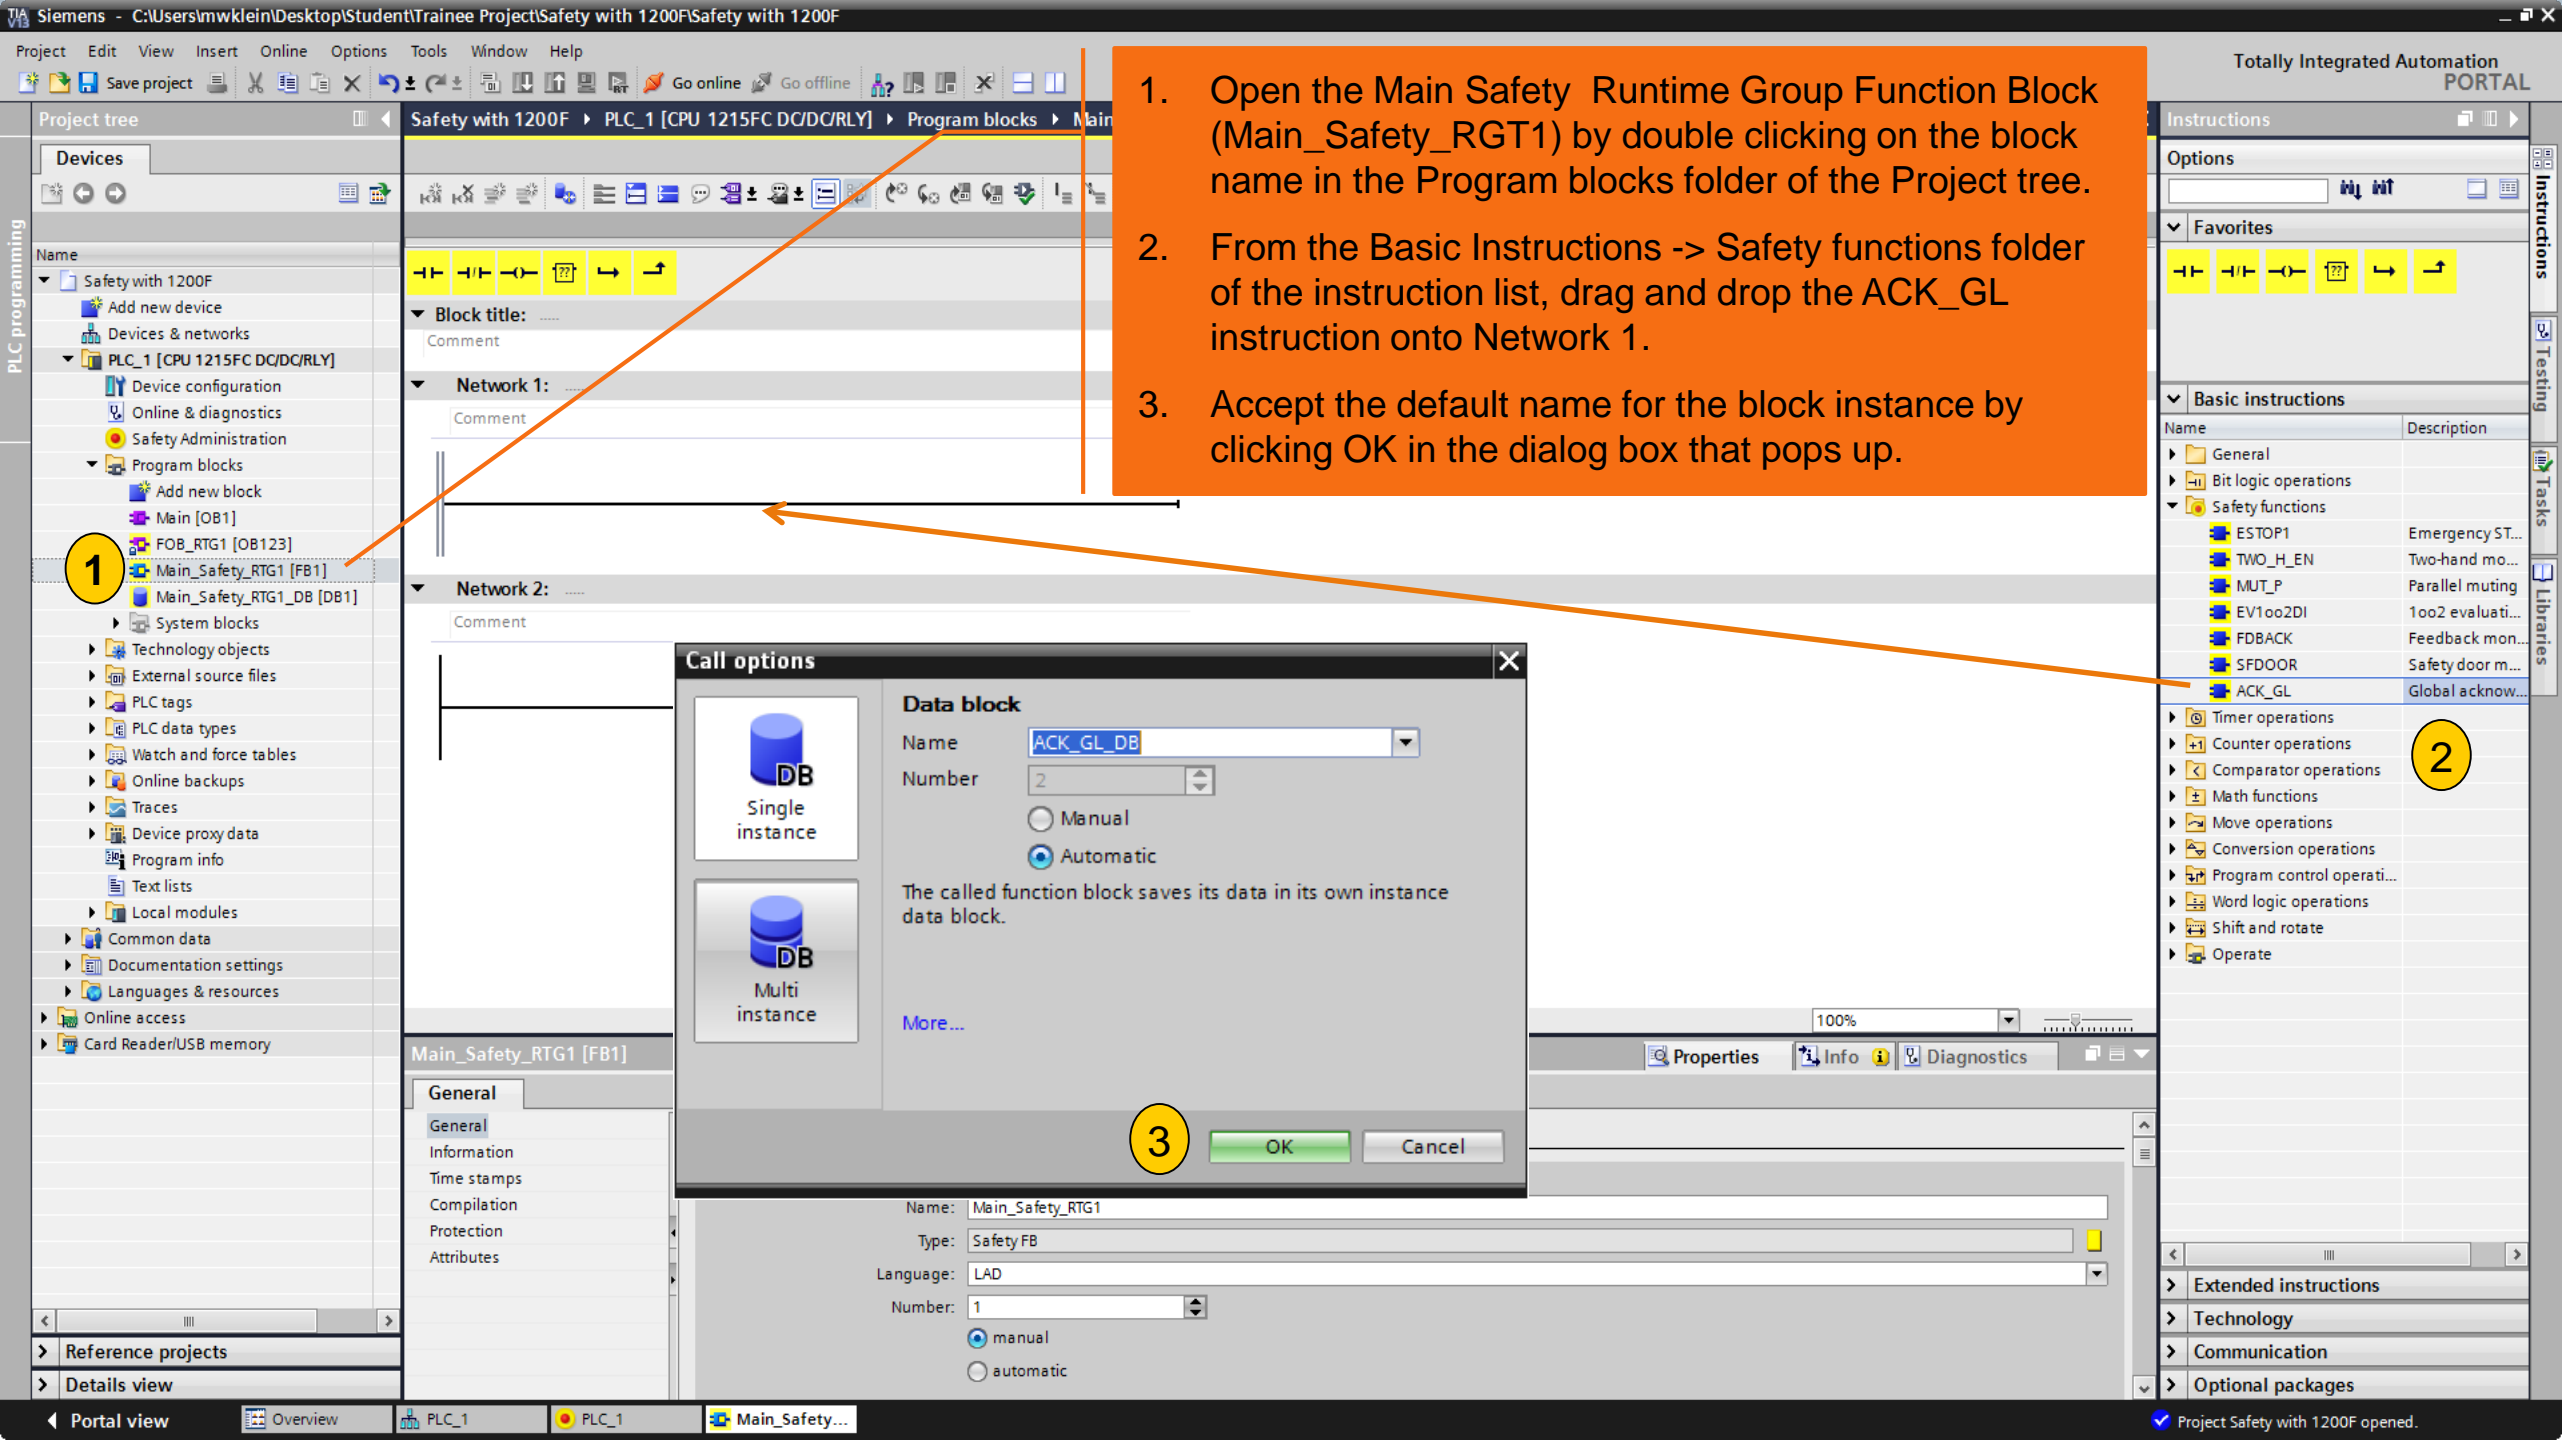 Siemens - C:\Users\mwklein\Desktop\Student\Trainee Project\Safety with 1200F\Safety with 1200F
Project Edit View Insert Online Options Tools Window Help
Save project Go online Go offline
Totally Integrated Automation
PORTAL
1. Open the Main Safety Runtime Group Function Block
(Main_Safety_RGT1) by double clicking on the block
name in the Program blocks folder of the Project tree.
2. From the Basic Instructions -> Safety functions folder
of the instruction list, drag and drop the ACK_GL
instruction onto Network 1.
3. Accept the default name for the block instance by
clicking OK in the dialog box that pops up.
PLC programming
Project tree
Devices
Name
Safety with 1200F
Add new device
Devices & networks
PLC_1 [CPU 1215FC DC/DC/RLY]
Device configuration
Online & diagnostics
Safety Administration
Program blocks
Add new block
Main [OB1]
FOB_RTG1 [OB123]
1
Main_Safety_RTG1 [FB1]
Main_Safety_RTG1_DB [DB1]
System blocks
Technology objects
External source files
PLC tags
PLC data types
Watch and force tables
Online backups
Traces
Device proxy data
Program info
Text lists
Local modules
Common data
Documentation settings
Languages & resources
Online access
Card Reader/USB memory
Reference projects
Details view
Safety with 1200F PLC_1 [CPU 1215FC DC/DC/RLY] Program blocks Main
??
Block title: .....
Comment
Network 1: .....
Comment
Network 2: .....
Comment
Call options
DB
Single
instance
DB
Multi
instance
Data block
Name ACK_GL_DB
Number 2
Manual
Automatic
The called function block saves its data in its own instance
data block.
More...
3
OK Cancel
100%
Main_Safety_RTG1 [FB1]
Properties Info Diagnostics
General
General
Information
Time stamps
Compilation
Protection
Attributes
Name: Main_Safety_RTG1
Type: Safety FB
Language: LAD
Number: 1
manual
automatic
Instructions
Options
Favorites
??
Basic instructions
Name Description
General
Bit logic operations
Safety functions
ESTOP1 Emergency ST...
TWO_H_EN Two-hand mo...
MUT_P Parallel muting
EV1oo2DI 1oo2 evaluati...
FDBACK Feedback mon...
SFDOOR Safety door m...
ACK_GL Global acknow...
Timer operations
Counter operations
2
Comparator operations
Math functions
Move operations
Conversion operations
Program control operati...
Word logic operations
Shift and rotate
Operate
Extended instructions
Technology
Communication
Optional packages
Instructions
Testing
Tasks
Libraries
Portal view Overview PLC_1 PLC_1 Main_Safety...
Project Safety with 1200F opened.